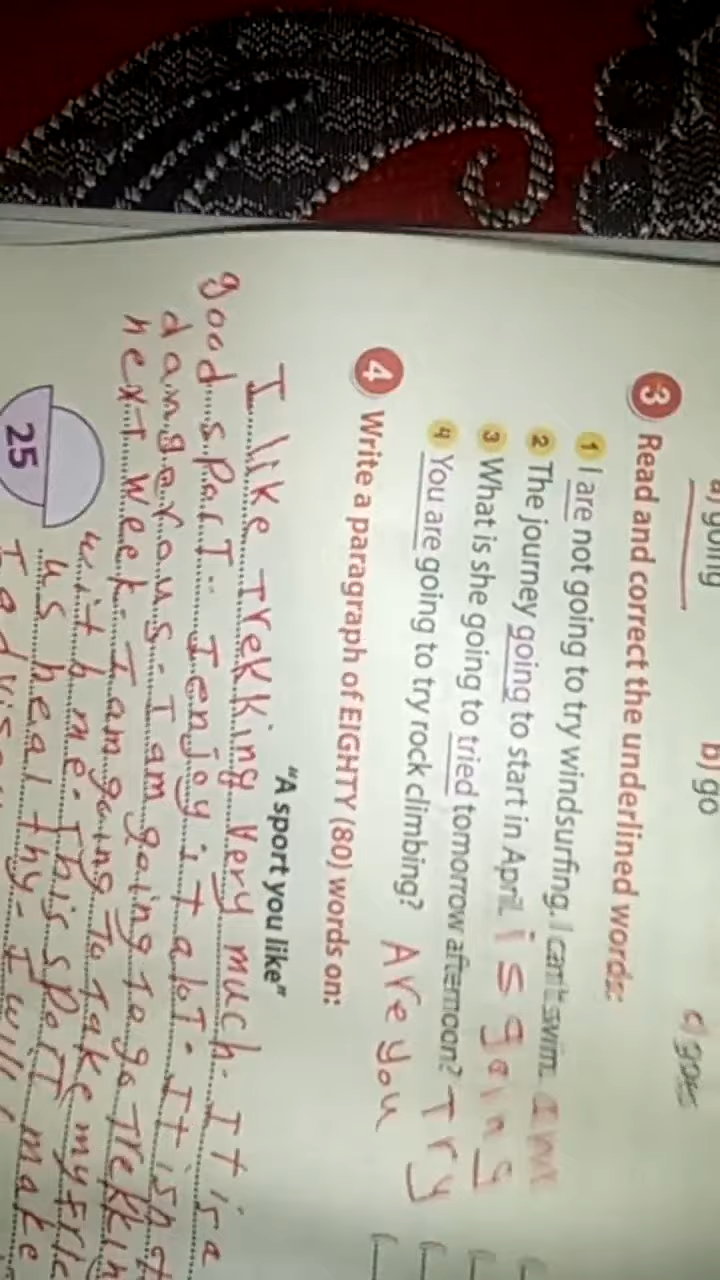 a) going b) go c) goes
3 Read and correct the underlined words:
1 I are not going to try windsurfing. I can't swim. am
2 The journey going to start in April. is going
3 What is she going to tried tomorrow afternoon? Try
4 You are going to try rock climbing? Are you
4 Write a paragraph of EIGHTY (80) words on:
"A sport you like"
I like Trekking very much. It is a
good sport. I enjoy it a lot. It is not
dangerous. I am going to go Trekkin
next week. I am going To take my frie
with me. This sport make
us healthy. I will
I
25